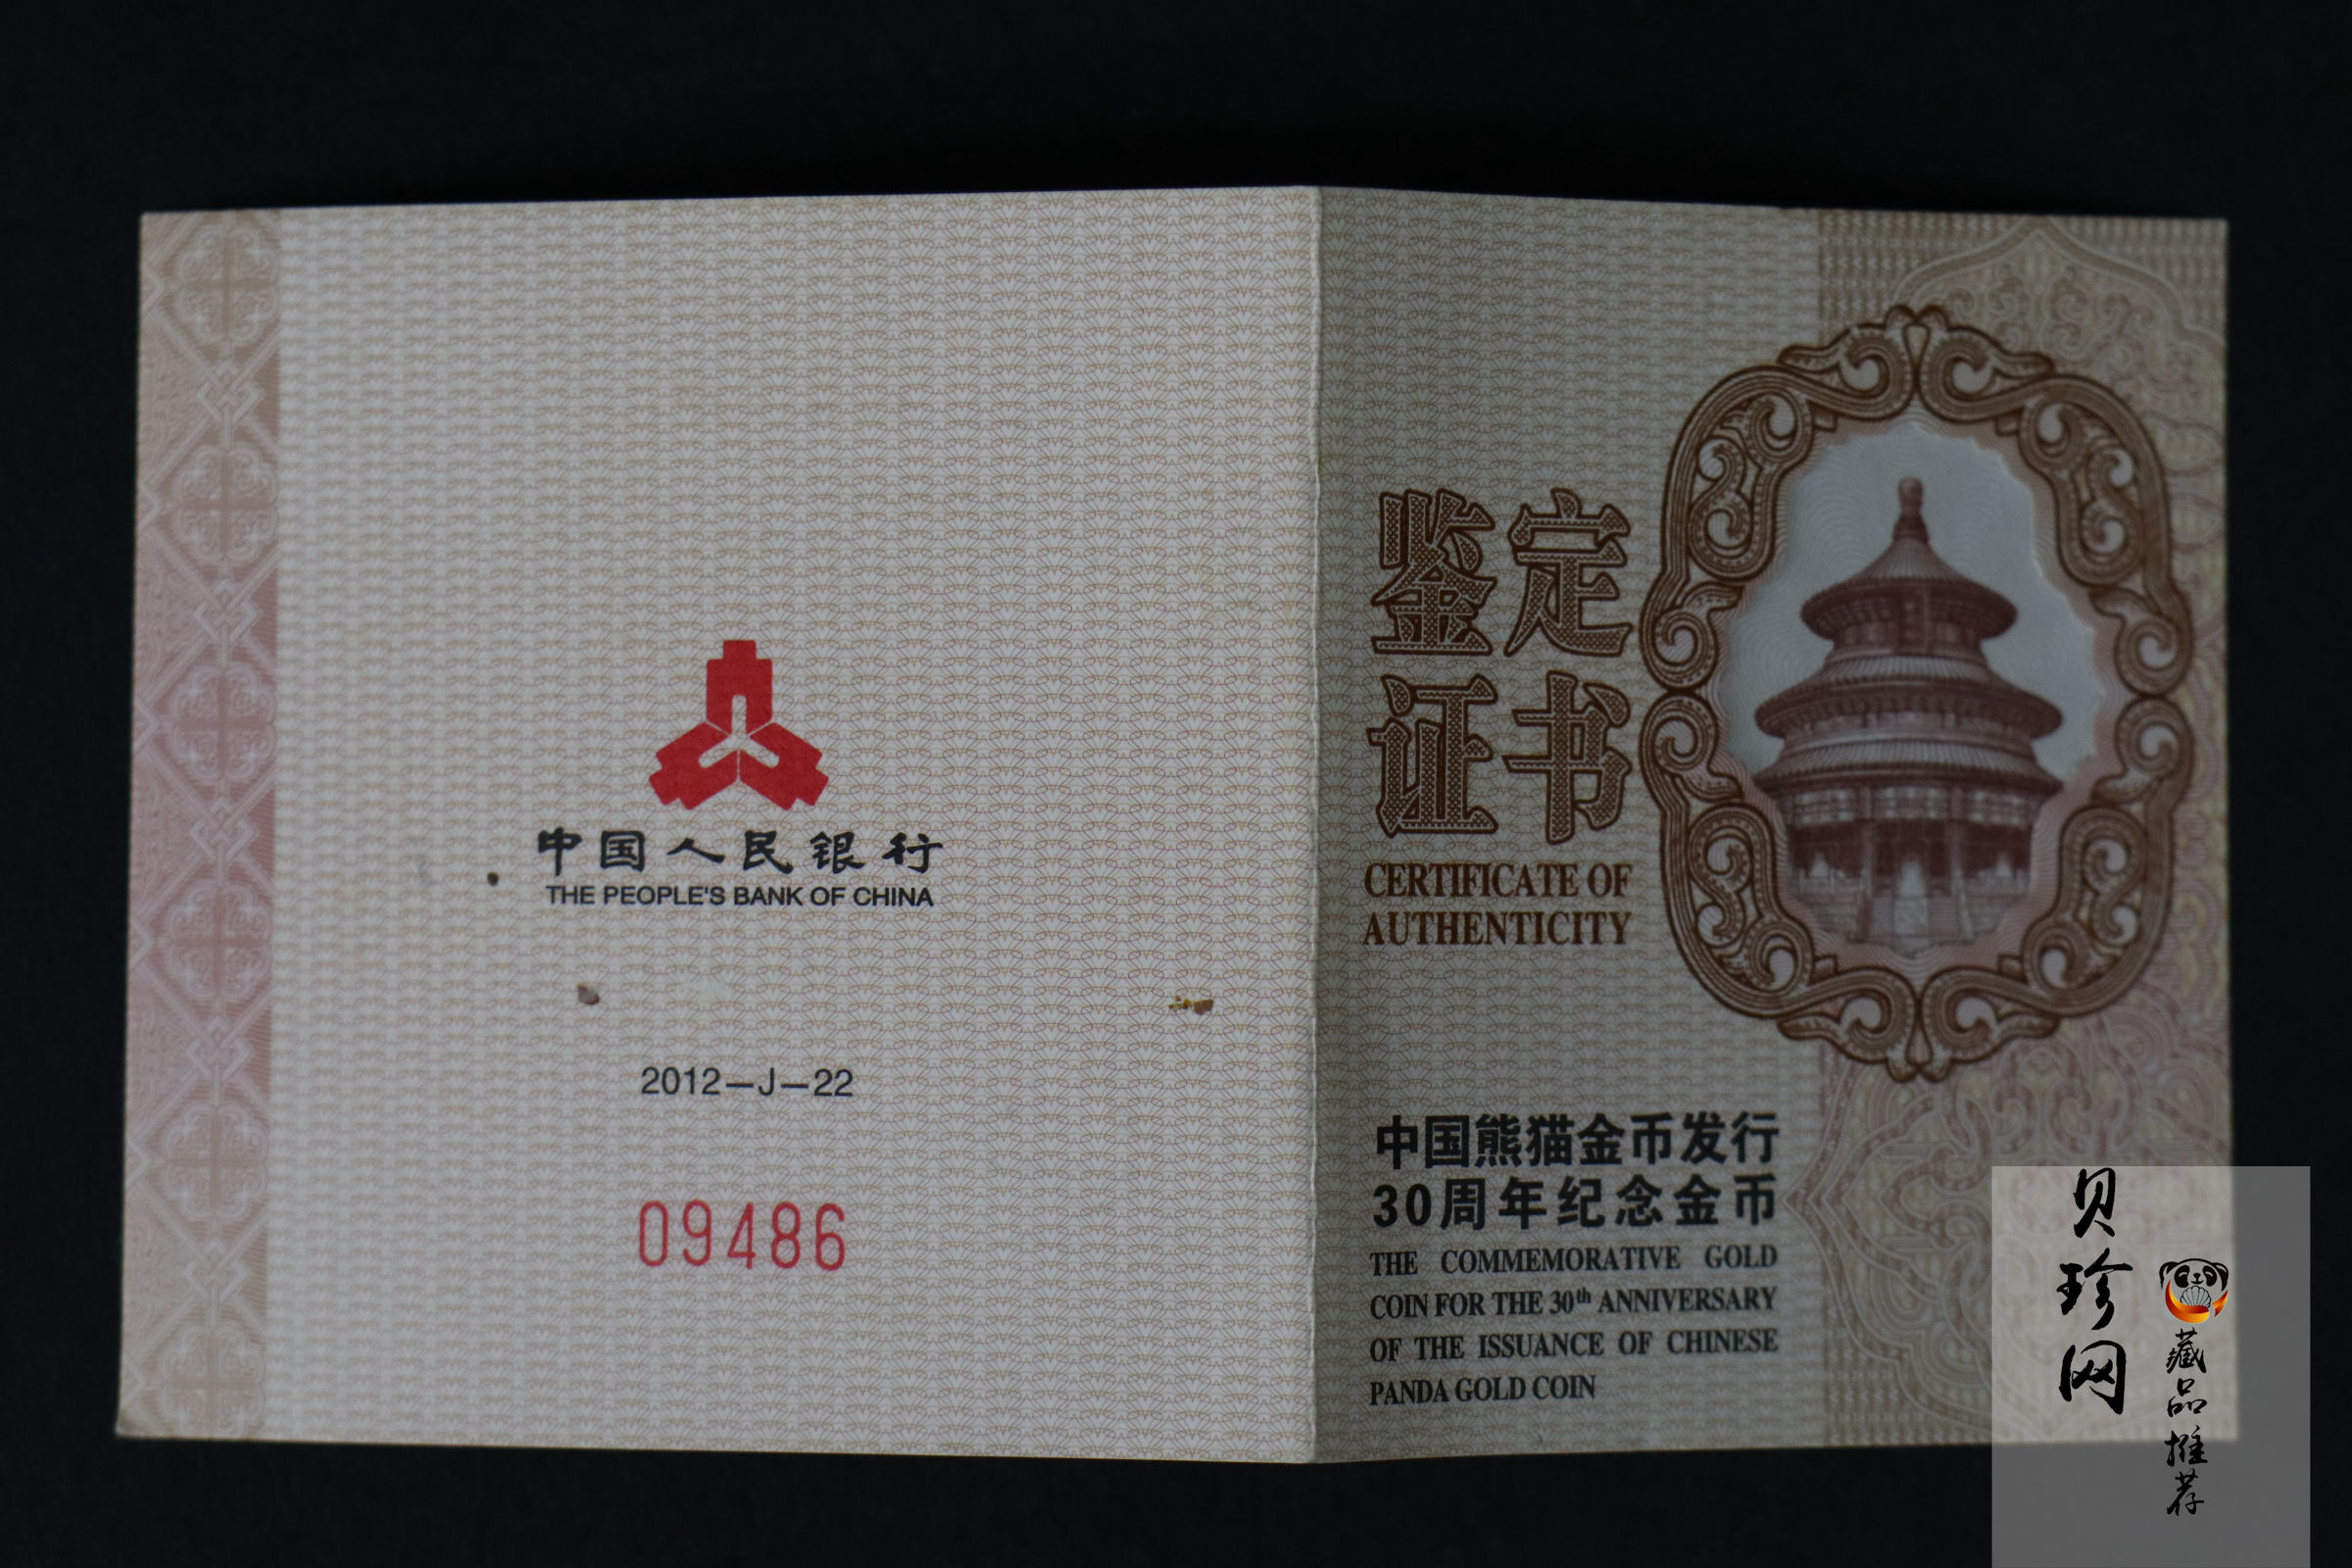 中国人民银行
THE PEOPLE'S BANK OF CHINA
2012-J-22
09486
鉴定
证书
CERTIFICATE OF
AUTHENTICITY
中国熊猫金币发行
30周年纪念金币
THE COMMEMORATIVE GOLD
COIN FOR THE 30th ANNIVERSARY
OF THE ISSUANCE OF CHINESE
PANDA GOLD COIN
贝珍网
藏品推荐